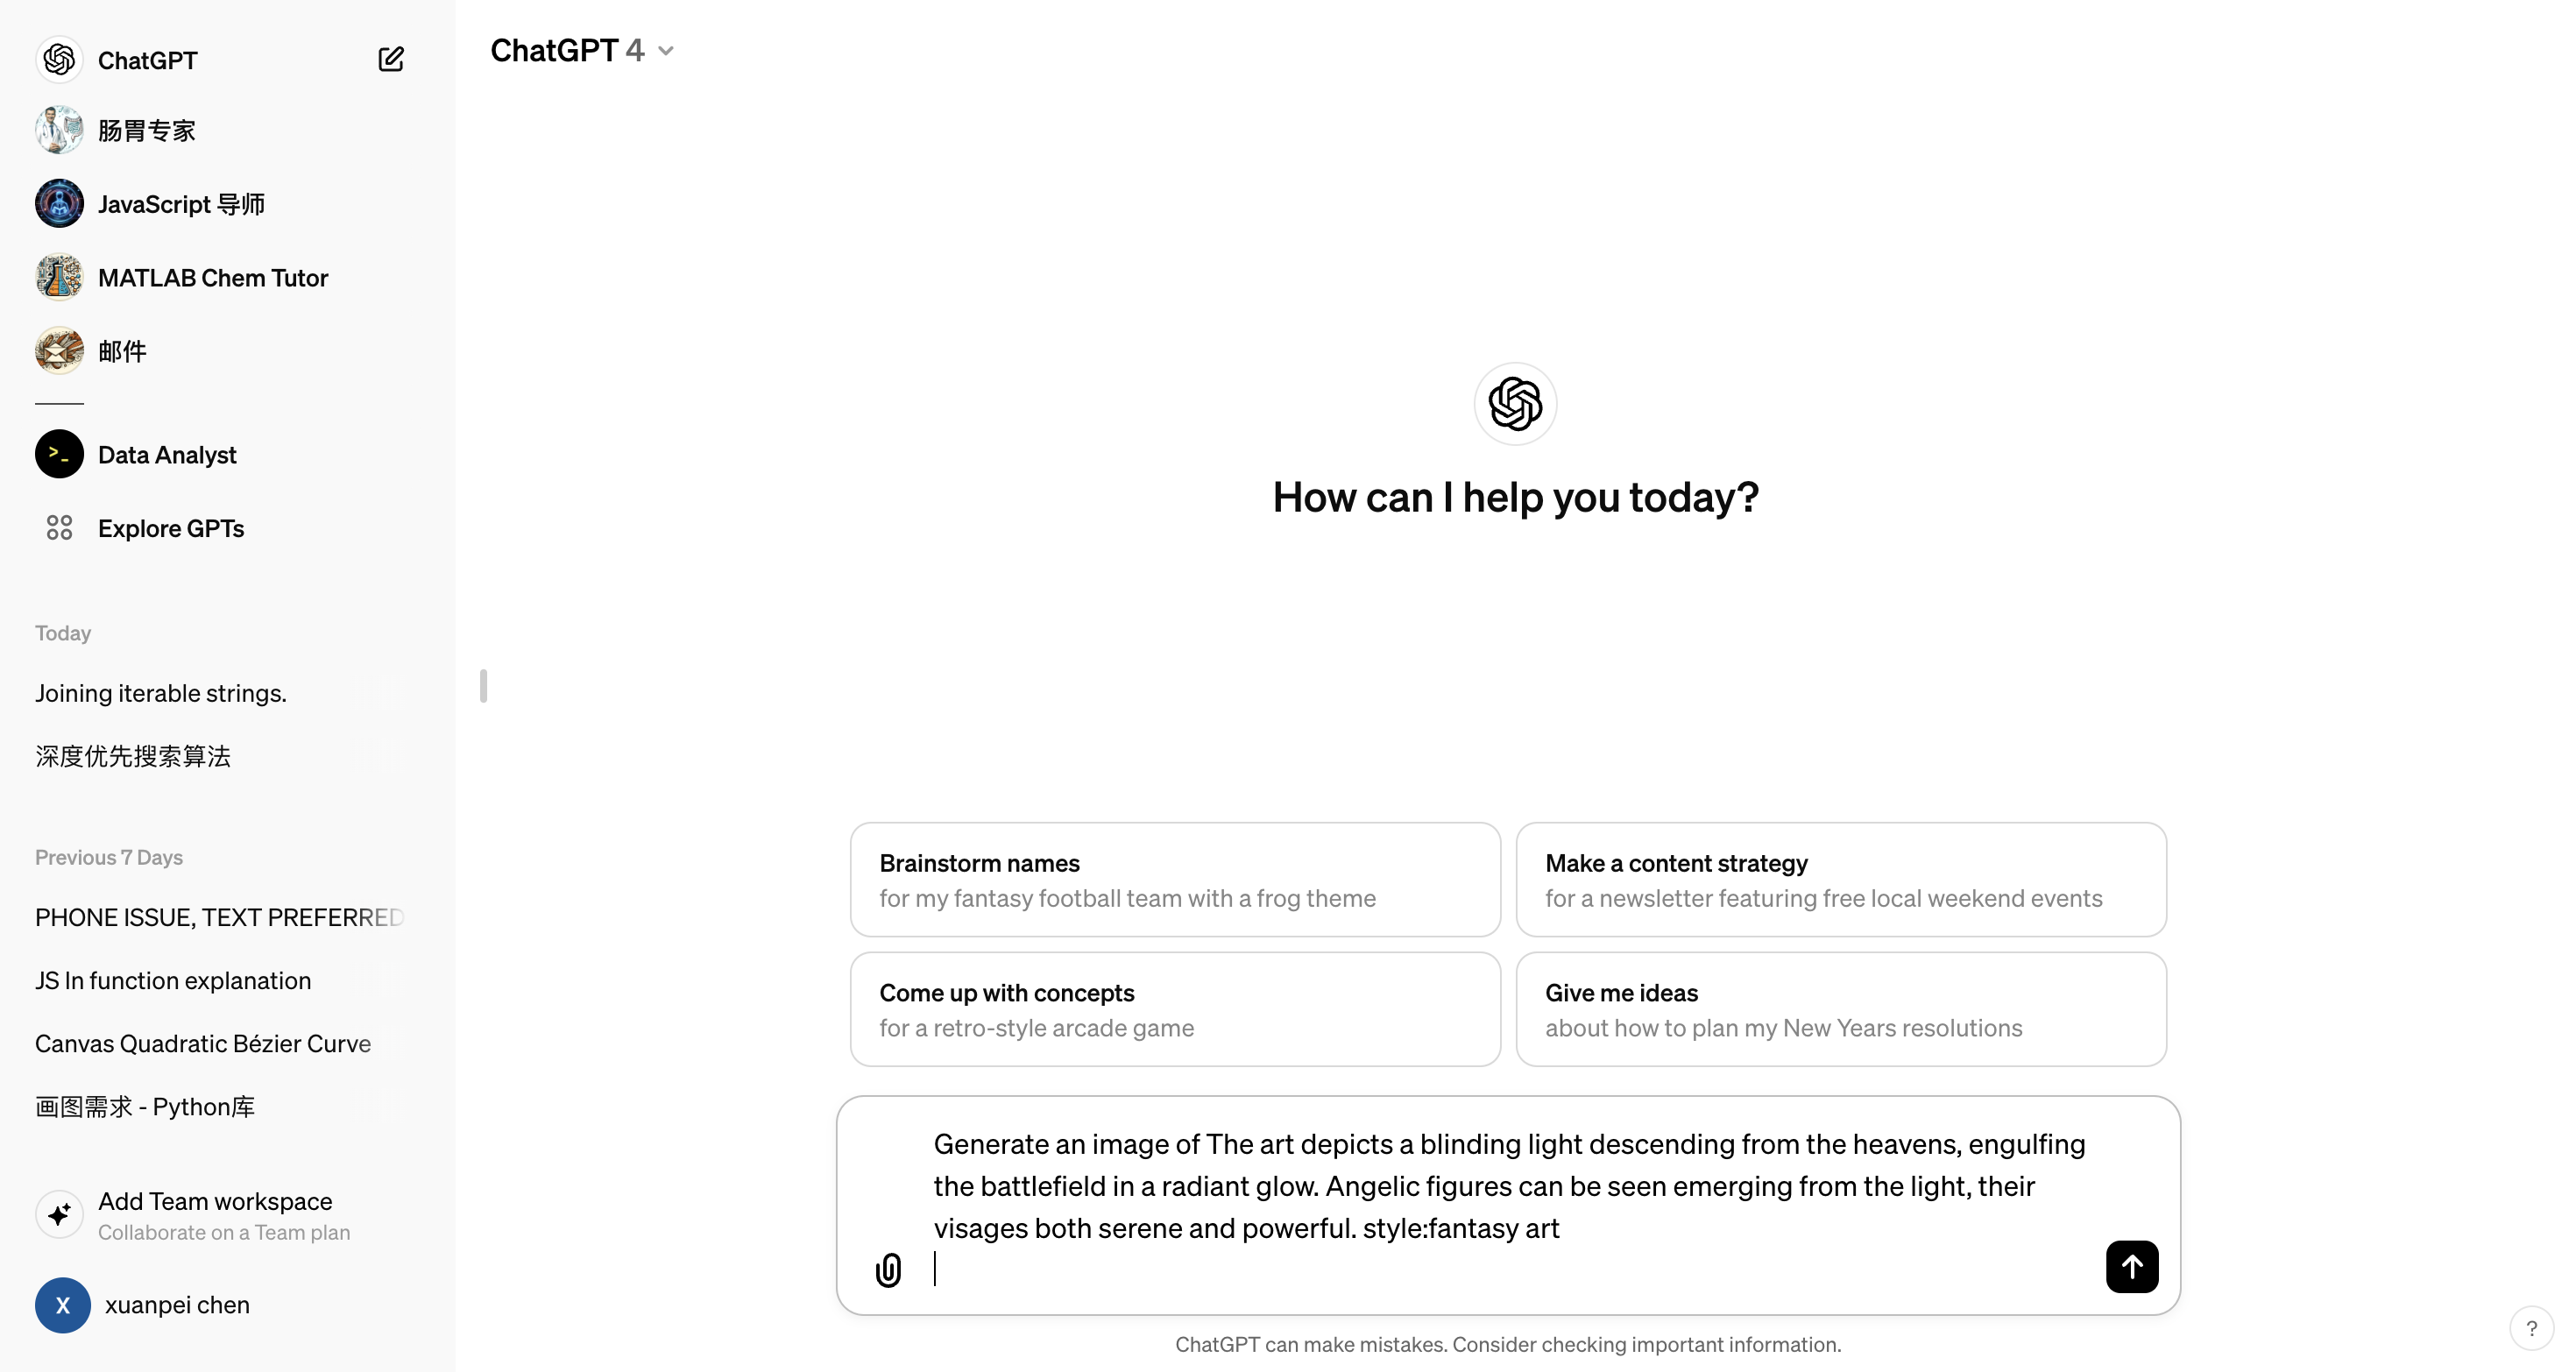 ChatGPT
肠胃专家
JavaScript 导师
MATLAB Chem Tutor
邮件
>_
Data Analyst
Explore GPTs
Today
Joining iterable strings.
深度优先搜索算法
Previous 7 Days
PHONE ISSUE, TEXT PREFERRED
JS In function explanation
Canvas Quadratic Bézier Curve
画图需求 - Python库
Add Team workspace
Collaborate on a Team plan
X
xuanpei chen
ChatGPT 4
How can I help you today?
Brainstorm names
for my fantasy football team with a frog theme
Make a content strategy
for a newsletter featuring free local weekend events
Come up with concepts
for a retro-style arcade game
Give me ideas
about how to plan my New Years resolutions
Generate an image of The art depicts a blinding light descending from the heavens, engulfing
the battlefield in a radiant glow. Angelic figures can be seen emerging from the light, their
visages both serene and powerful. style:fantasy art
ChatGPT can make mistakes. Consider checking important information.
?